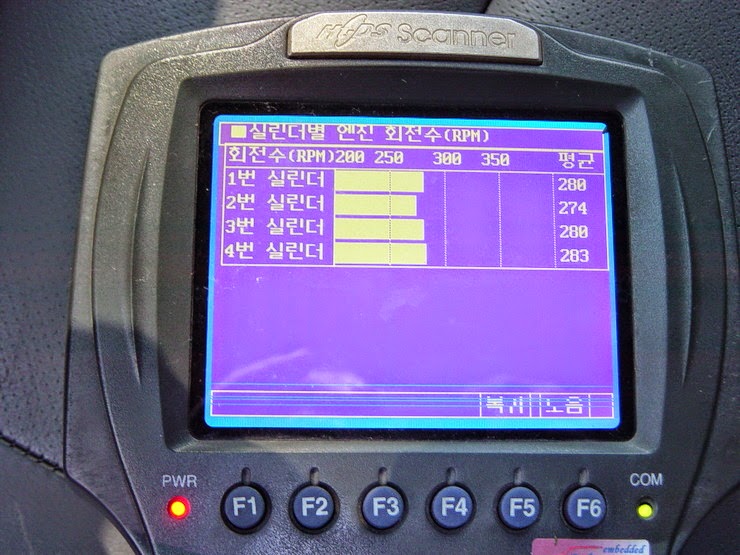 HCDS Scanner
■실린더별 엔진 회전수(RPM)
회전수(RPM)200 250 300 350 평균
1번 실린더 280
2번 실린더 274
3번 실린더 280
4번 실린더 283
복귀 도움
PWR COM
F1 F2 F3 F4 F5 F6
embedded